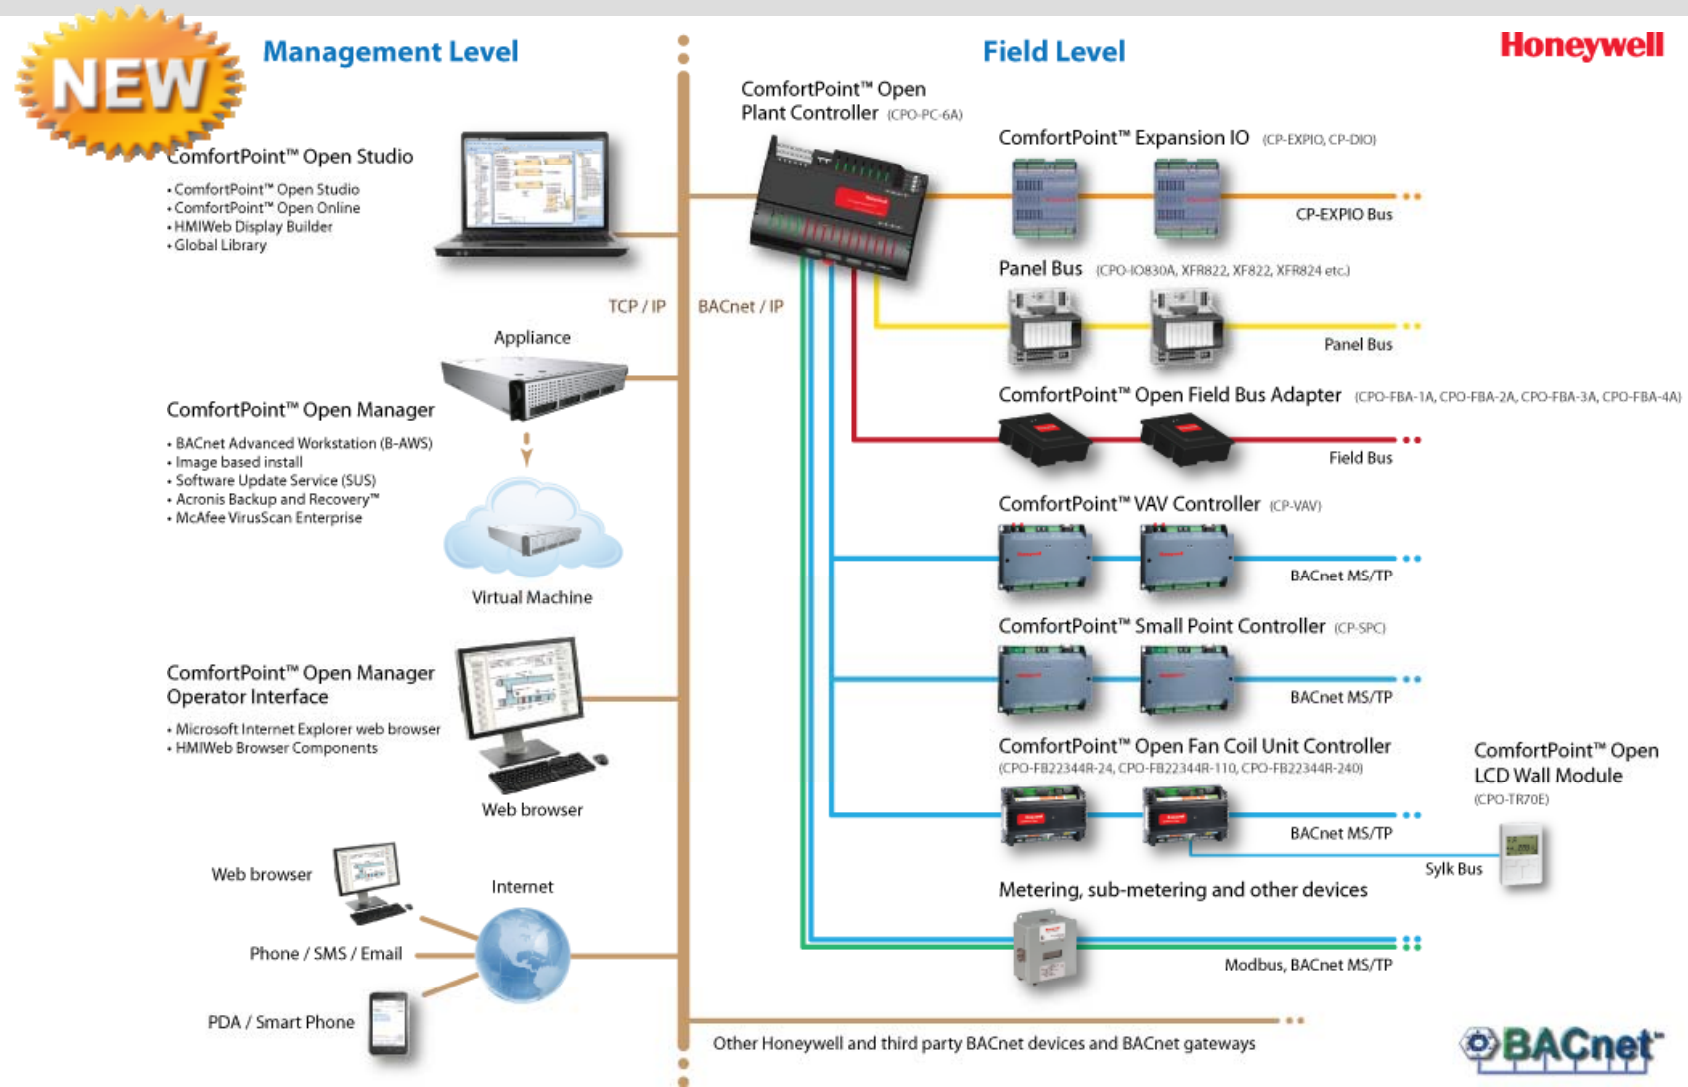 NEW
Management Level
Field Level
Honeywell
ComfortPoint™ Open Studio
• ComfortPoint™ Open Studio
• ComfortPoint™ Open Online
• HMIWeb Display Builder
• Global Library
TCP / IP
BACnet / IP
Appliance
ComfortPoint™ Open Manager
• BACnet Advanced Workstation (B-AWS)
• Image based install
• Software Update Service (SUS)
• Acronis Backup and Recovery™
• McAfee VirusScan Enterprise
Virtual Machine
ComfortPoint™ Open Manager
Operator Interface
• Microsoft Internet Explorer web browser
• HMIWeb Browser Components
Web browser
Web browser
Internet
Phone / SMS / Email
PDA / Smart Phone
ComfortPoint™ Open
Plant Controller (CPO-PC-6A)
ComfortPoint™ Expansion IO (CP-EXPIO, CP-DIO)
CP-EXPIO Bus
Panel Bus (CPO-IO830A, XFR822, XF822, XFR824 etc.)
Panel Bus
ComfortPoint™ Open Field Bus Adapter (CPO-FBA-1A, CPO-FBA-2A, CPO-FBA-3A, CPO-FBA-4A)
Field Bus
ComfortPoint™ VAV Controller (CP-VAV)
BACnet MS/TP
ComfortPoint™ Small Point Controller (CP-SPC)
BACnet MS/TP
ComfortPoint™ Open Fan Coil Unit Controller
(CPO-FB22344R-24, CPO-FB22344R-110, CPO-FB22344R-240)
BACnet MS/TP
ComfortPoint™ Open
LCD Wall Module
(CPO-TR70E)
Sylk Bus
Metering, sub-metering and other devices
Modbus, BACnet MS/TP
Other Honeywell and third party BACnet devices and BACnet gateways
BACnet™